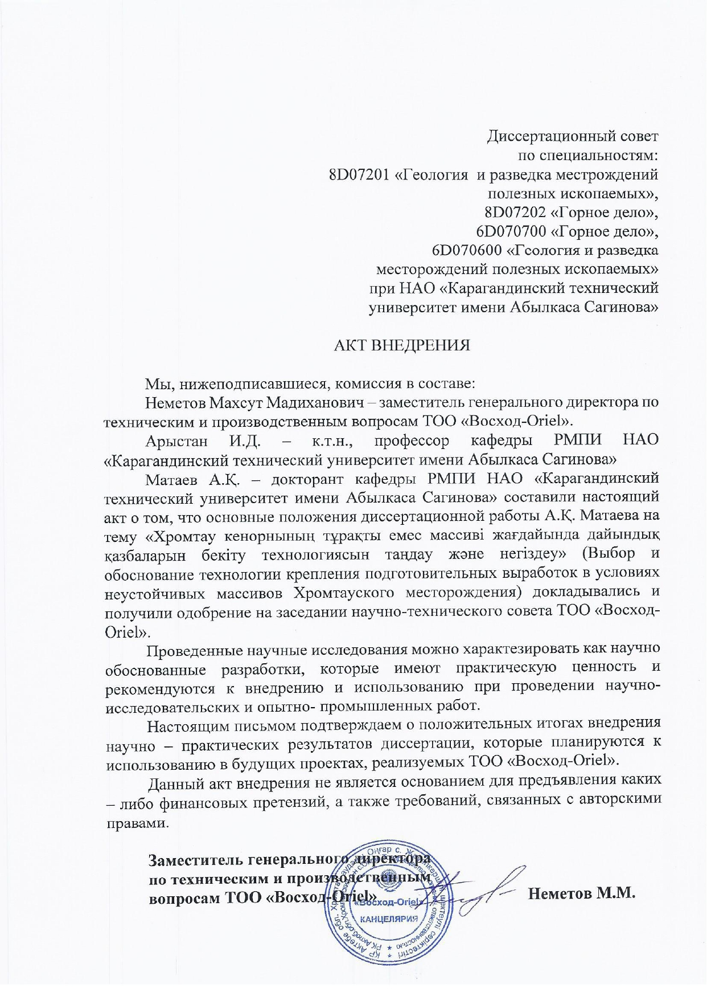 Диссертационный совет
по специальностям:
8D07201 «Геология и разведка местрождений
полезных ископаемых»,
8D07202 «Горное дело»,
6D070700 «Горное дело»,
6D070600 «Геология и разведка
месторождений полезных ископаемых»
при НАО «Карагандинский технический
университет имени Абылкаса Сагинова»
АКТ ВНЕДРЕНИЯ
Мы, нижеподписавшиеся, комиссия в составе:
Неметов Махсут Мадиханович – заместитель генерального директора по
техническим и производственным вопросам ТОО «Восход-Oriel».
Арыстан И.Д. – к.т.н., профессор кафедры РМПИ НАО
«Карагандинский технический университет имени Абылкаса Сагинова»
Матаев А.Қ. – докторант кафедры РМПИ НАО «Карагандинский
технический университет имени Абылкаса Сагинова» составили настоящий
акт о том, что основные положения диссертационной работы А.Қ. Матаева на
тему «Хромтау кенорнының тұрақты емес массиві жағдайында дайындық
қазбаларын бекіту технологиясын таңдау және негіздеу» (Выбор и
обоснование технологии крепления подготовительных выработок в условиях
неустойчивых массивов Хромтауского месторождения) докладывались и
получили одобрение на заседании научно-технического совета ТОО «Восход-
Oriel».
Проведенные научные исследования можно характезировать как научно
обоснованные разработки, которые имеют практическую ценность и
рекомендуются к внедрению и использованию при проведении научно-
исследовательских и опытно- промышленных работ.
Настоящим письмом подтверждаем о положительных итогах внедрения
научно – практических результатов диссертации, которые планируются к
использованию в будущих проектах, реализуемых ТОО «Восход-Oriel».
Данный акт внедрения не является основанием для предъявления каких
– либо финансовых претензий, а также требований, связанных с авторскими
правами.
Заместитель генерального директора
по техническим и производственным
вопросам ТОО «Восход-Oriel»
Неметов М.М.
«Восход-Oriel»
КАНЦЕЛЯРИЯ